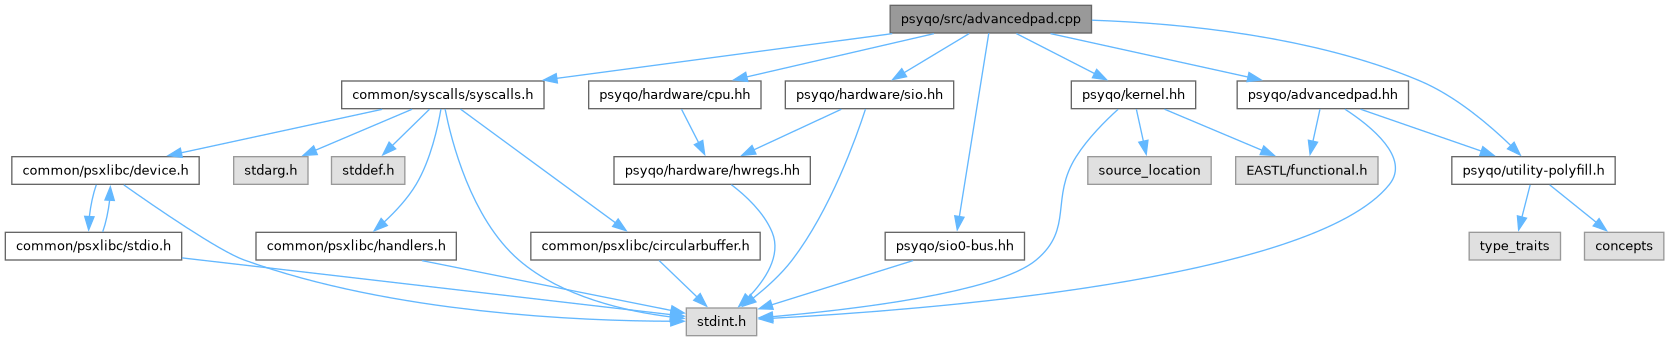 psyqo/src/advancedpad.cpp
common/syscalls/syscalls.h
psyqo/hardware/cpu.hh
psyqo/hardware/sio.hh
psyqo/kernel.hh
psyqo/advancedpad.hh
common/psxlibc/device.h
stdarg.h
stddef.h
psyqo/hardware/hwregs.hh
source_location
EASTL/functional.h
psyqo/utility-polyfill.h
common/psxlibc/stdio.h
common/psxlibc/handlers.h
common/psxlibc/circularbuffer.h
psyqo/sio0-bus.hh
type_traits
concepts
stdint.h